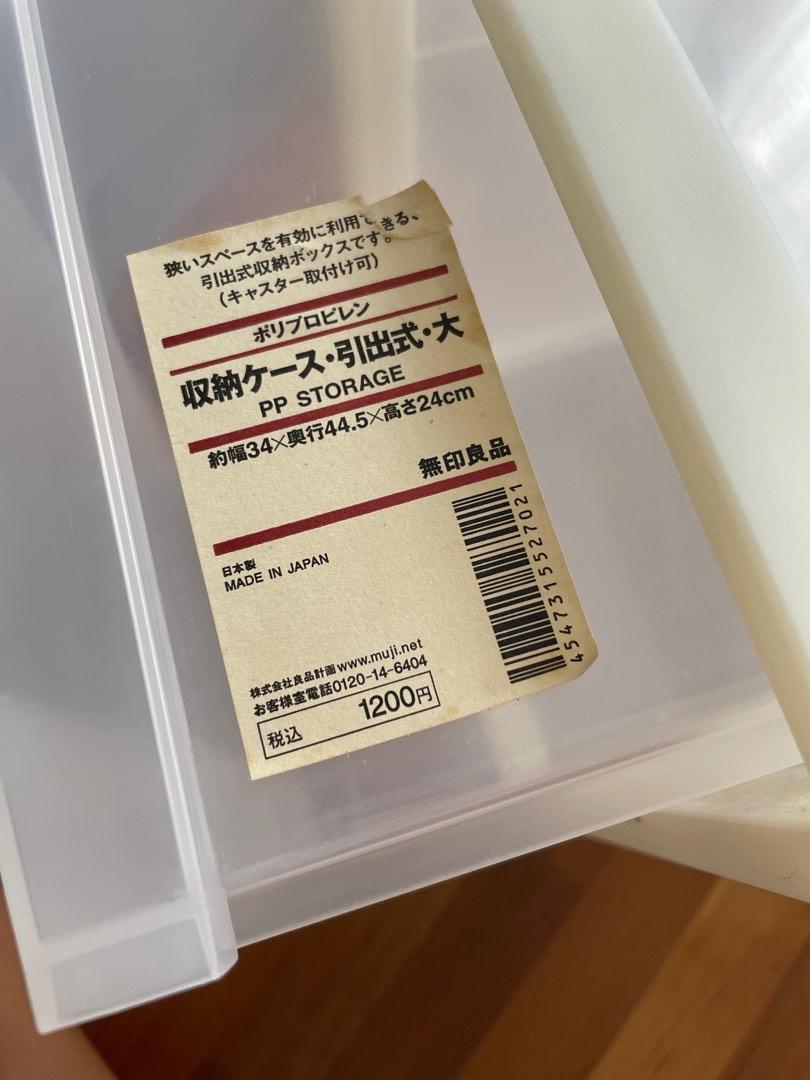 狭いスペースを有効に利用できる、
引出式収納ボックスです。
（キャスター取付け可）
ポリプロピレン
収納ケース・引出式・大
PP STORAGE
約幅34×奥行44.5×高さ24cm
無印良品
日本製
MADE IN JAPAN
4547315527021
株式会社良品計画 www.muji.net
お客様室電話0120-14-6404
税込 1200円